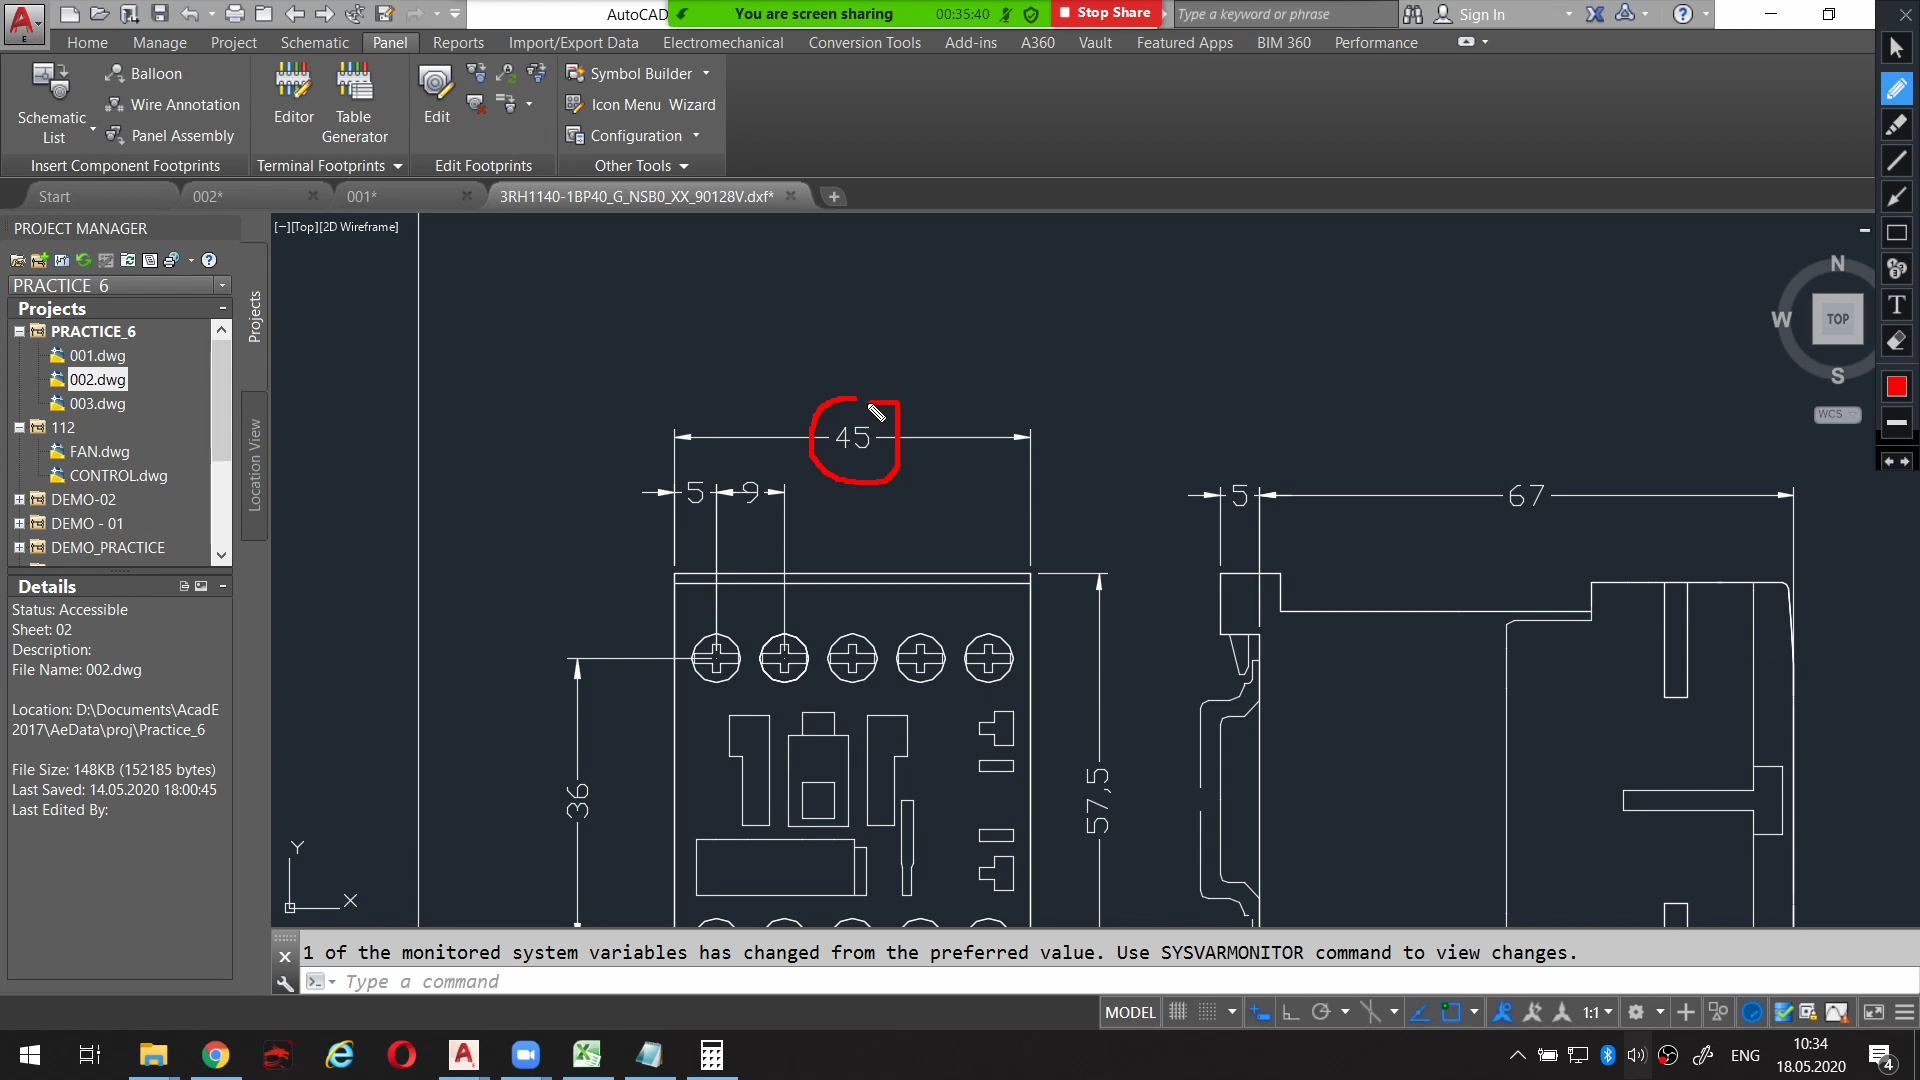 AutoCAD
You are screen sharing
00:35:40
Stop Share
Type a keyword or phrase
Sign In
Home
Manage
Project
Schematic
Panel
Reports
Import/Export Data
Electromechanical
Conversion Tools
Add-ins
A360
Vault
Featured Apps
BIM 360
Performance
Schematic List
Balloon
Wire Annotation
Panel Assembly
Editor
Table Generator
Edit
Symbol Builder
Icon Menu Wizard
Configuration
Insert Component Footprints
Terminal Footprints
Edit Footprints
Other Tools
Start
002*
001*
3RH1140-1BP40_G_NSB0_XX_90128V.dxf*
PROJECT MANAGER
PRACTICE_6
Projects
PRACTICE_6
001.dwg
002.dwg
003.dwg
112
FAN.dwg
CONTROL.dwg
DEMO-02
DEMO - 01
DEMO_PRACTICE
Projects
Location View
Details
Status: Accessible
Sheet: 02
Description:
File Name: 002.dwg
Location: D:\Documents\AcadE
2017\AeData\proj\Practice_6
File Size: 148KB (152185 bytes)
Last Saved: 14.05.2020 18:00:45
Last Edited By:
[−][Top][2D Wireframe]
N
W
TOP
S
WCS
45
5
9
5
67
36
57,5
Y
X
1 of the monitored system variables has changed from the preferred value. Use SYSVARMONITOR command to view changes.
Type a command
MODEL
1:1
ENG
10:34
18.05.2020
4